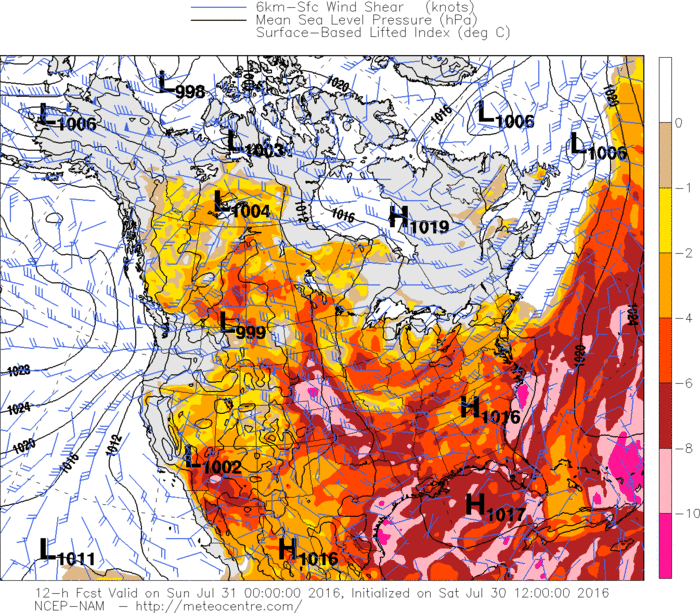 6km-Sfc Wind Shear (knots)
Mean Sea Level Pressure (hPa)
Surface-Based Lifted Index (deg C)
L998
1020
1020
L1006
1016
L1006
0
L1003
L1006
-1
L1004
1016
1016
H1019
-2
L999
1024
-4
1028
1020
-6
1024
H1016
1020
1012
1016
L1002
-8
H1017
-10
L1011
H1016
12-h Fcst Valid on Sun Jul 31 00:00:00 2016, Initialized on Sat Jul 30 12:00:00 2016
NCEP-NAM - http://meteocentre.com/